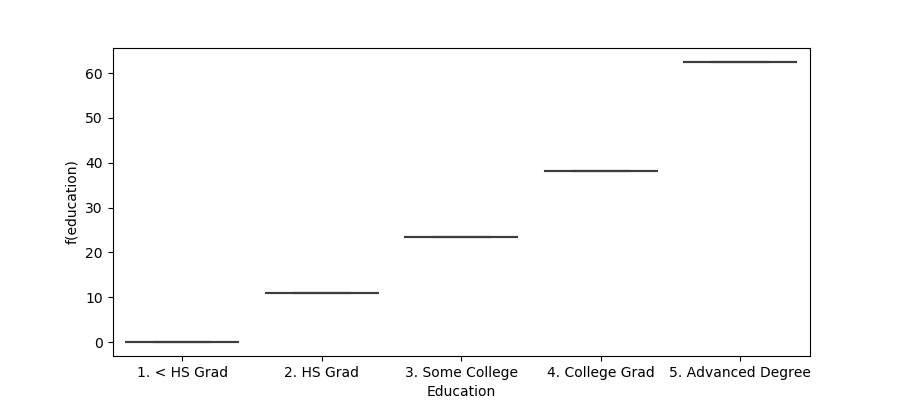 60
50
40
30
20
10
0
f(education)
1. < HS Grad 2. HS Grad 3. Some College 4. College Grad 5. Advanced Degree
Education